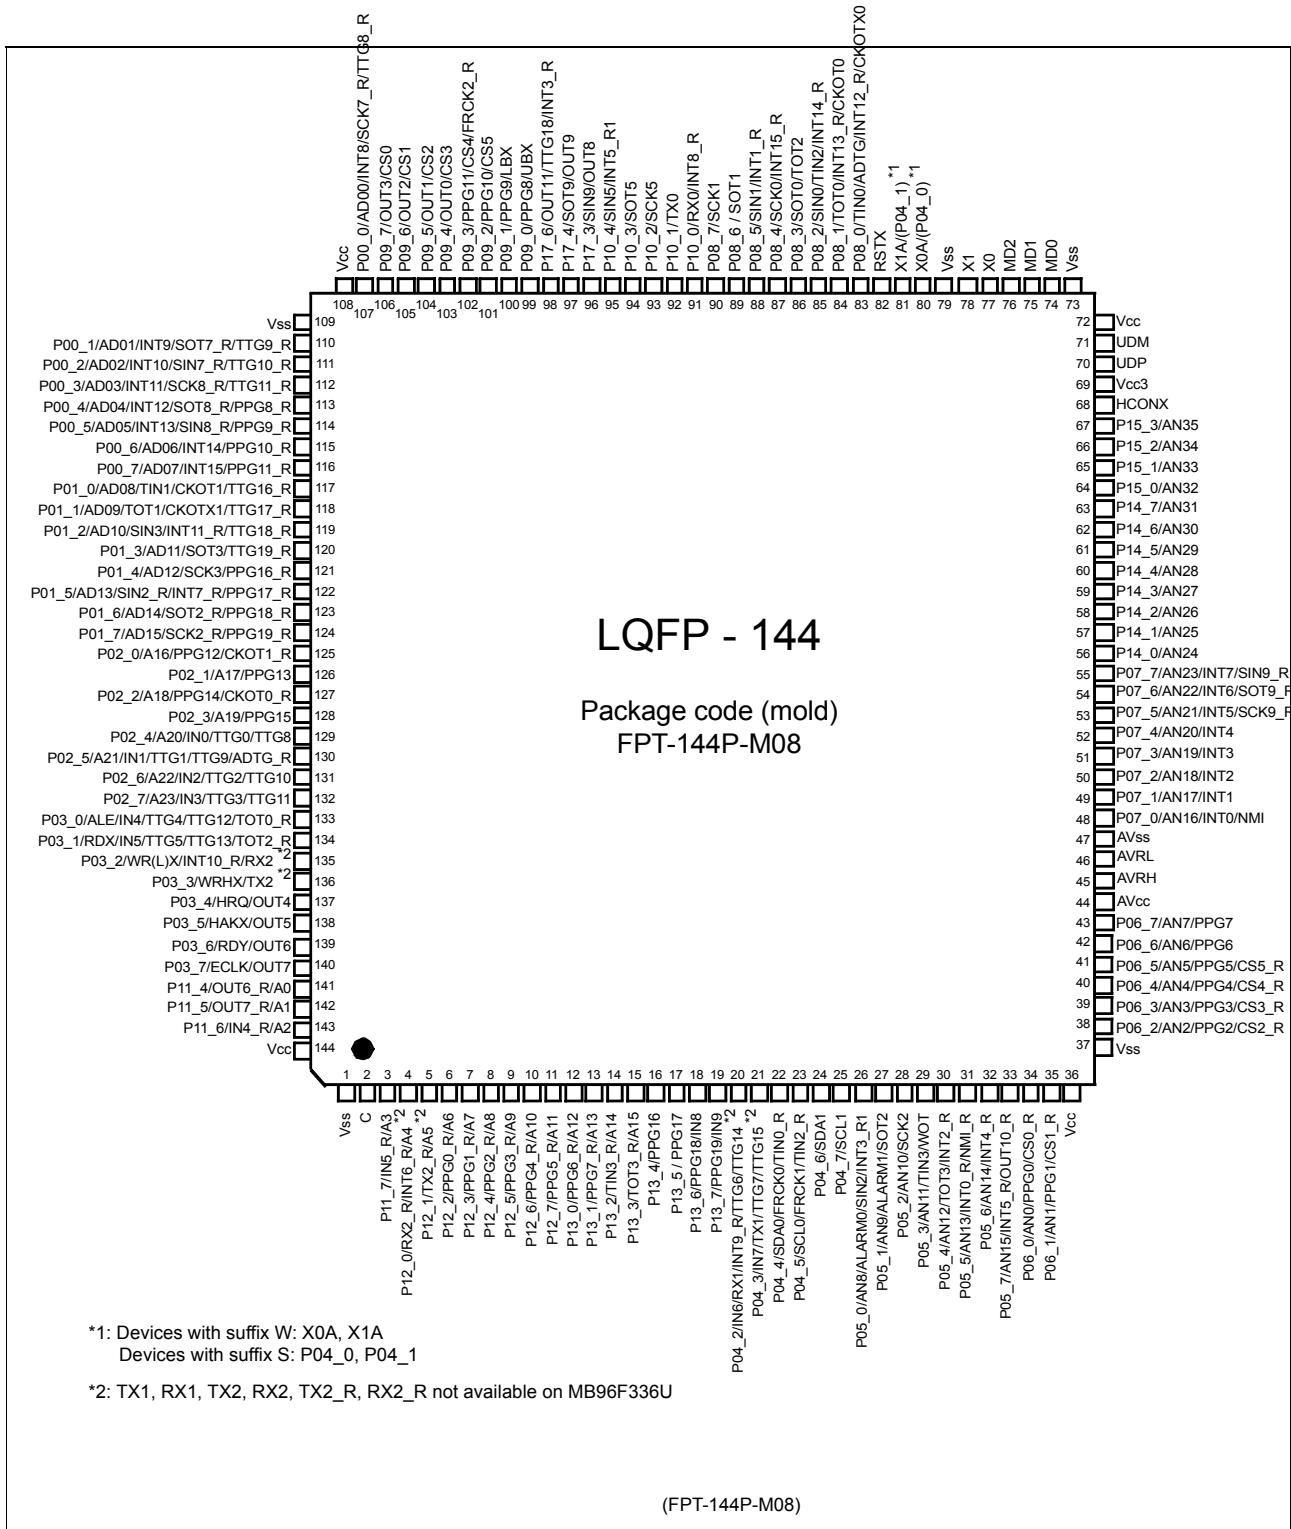 P00_0/AD00/INT8/SCK7_R/TTG8_R
P09_7/OUT3/CS0
P09_6/OUT2/CS1
P09_5/OUT1/CS2
P09_4/OUT0/CS3
P09_3/PPG11/CS4/FRCK2_R
P09_2/PPG10/CS5
P09_1/PPG9/LBX
P09_0/PPG8/UBX
P17_6/OUT11/TTG18/INT3_R
P17_4/SOT9/OUT9
P17_3/SIN9/OUT8
P10_4/SIN5/INT5_R1
P10_3/SOT5
P10_2/SCK5
P10_1/TX0
P10_0/RX0/INT8_R
P08_7/SCK1
P08_6 / SOT1
P08_5/SIN1/INT1_R
P08_4/SCK0/INT15_R
P08_3/SOT0/TOT2
P08_2/SIN0/TIN2/INT14_R
P08_1/TOT0/INT13_R/CKOT0
P08_0/TIN0/ADTG/INT12_R/CKOTX0
RSTX
X1A/(P04_1) *1
X0A/(P04_0) *1
Vss
X1
X0
MD2
MD1
MD0
Vss
Vcc
108 107 106 105 104 103 102 101 100 99 98 97 96 95 94 93 92 91 90 89 88 87 86 85 84 83 82 81 80 79 78 77 76 75 74 73
Vss 109
P00_1/AD01/INT9/SOT7_R/TTG9_R 110
P00_2/AD02/INT10/SIN7_R/TTG10_R 111
P00_3/AD03/INT11/SCK8_R/TTG11_R 112
P00_4/AD04/INT12/SOT8_R/PPG8_R 113
P00_5/AD05/INT13/SIN8_R/PPG9_R 114
P00_6/AD06/INT14/PPG10_R 115
P00_7/AD07/INT15/PPG11_R 116
P01_0/AD08/TIN1/CKOT1/TTG16_R 117
P01_1/AD09/TOT1/CKOTX1/TTG17_R 118
P01_2/AD10/SIN3/INT11_R/TTG18_R 119
P01_3/AD11/SOT3/TTG19_R 120
P01_4/AD12/SCK3/PPG16_R 121
P01_5/AD13/SIN2_R/INT7_R/PPG17_R 122
P01_6/AD14/SOT2_R/PPG18_R 123
P01_7/AD15/SCK2_R/PPG19_R 124
P02_0/A16/PPG12/CKOT1_R 125
P02_1/A17/PPG13 126
P02_2/A18/PPG14/CKOT0_R 127
P02_3/A19/PPG15 128
P02_4/A20/IN0/TTG0/TTG8 129
P02_5/A21/IN1/TTG1/TTG9/ADTG_R 130
P02_6/A22/IN2/TTG2/TTG10 131
P02_7/A23/IN3/TTG3/TTG11 132
P03_0/ALE/IN4/TTG4/TTG12/TOT0_R 133
P03_1/RDX/IN5/TTG5/TTG13/TOT2_R 134
P03_2/WR(L)X/INT10_R/RX2 *2 135
P03_3/WRHX/TX2 *2 136
P03_4/HRQ/OUT4 137
P03_5/HAKX/OUT5 138
P03_6/RDY/OUT6 139
P03_7/ECLK/OUT7 140
P11_4/OUT6_R/A0 141
P11_5/OUT7_R/A1 142
P11_6/IN4_R/A2 143
Vcc 144
LQFP - 144
Package code (mold)
FPT-144P-M08
72 Vcc
71 UDM
70 UDP
69 Vcc3
68 HCONX
67 P15_3/AN35
66 P15_2/AN34
65 P15_1/AN33
64 P15_0/AN32
63 P14_7/AN31
62 P14_6/AN30
61 P14_5/AN29
60 P14_4/AN28
59 P14_3/AN27
58 P14_2/AN26
57 P14_1/AN25
56 P14_0/AN24
55 P07_7/AN23/INT7/SIN9_R
54 P07_6/AN22/INT6/SOT9_R
53 P07_5/AN21/INT5/SCK9_R
52 P07_4/AN20/INT4
51 P07_3/AN19/INT3
50 P07_2/AN18/INT2
49 P07_1/AN17/INT1
48 P07_0/AN16/INT0/NMI
47 AVss
46 AVRL
45 AVRH
44 AVcc
43 P06_7/AN7/PPG7
42 P06_6/AN6/PPG6
41 P06_5/AN5/PPG5/CS5_R
40 P06_4/AN4/PPG4/CS4_R
39 P06_3/AN3/PPG3/CS3_R
38 P06_2/AN2/PPG2/CS2_R
37 Vss
1 2 3 4 5 6 7 8 9 10 11 12 13 14 15 16 17 18 19 20 21 22 23 24 25 26 27 28 29 30 31 32 33 34 35 36
Vss
C
P11_7/IN5_R/A3
P12_0/RX2_R/INT6_R/A4 *2
P12_1/TX2_R/A5 *2
P12_2/PPG0_R/A6
P12_3/PPG1_R/A7
P12_4/PPG2_R/A8
P12_5/PPG3_R/A9
P12_6/PPG4_R/A10
P12_7/PPG5_R/A11
P13_0/PPG6_R/A12
P13_1/PPG7_R/A13
P13_2/TIN3_R/A14
P13_3/TOT3_R/A15
P13_4/PPG16
P13_5 / PPG17
P13_6/PPG18/IN8
P13_7/PPG19/IN9
P04_2/IN6/RX1/INT9_R/TTG6/TTG14 *2
P04_3/IN7/TX1/TTG7/TTG15 *2
P04_4/SDA0/FRCK0/TIN0_R
P04_5/SCL0/FRCK1/TIN2_R
P04_6/SDA1
P04_7/SCL1
P05_0/AN8/ALARM0/SIN2/INT3_R1
P05_1/AN9/ALARM1/SOT2
P05_2/AN10/SCK2
P05_3/AN11/TIN3/WOT
P05_4/AN12/TOT3/INT2_R
P05_5/AN13/INT0_R/NMI_R
P05_6/AN14/INT4_R
P05_7/AN15/INT5_R/OUT10_R
P06_0/AN0/PPG0/CS0_R
P06_1/AN1/PPG1/CS1_R
Vcc
*1: Devices with suffix W: X0A, X1A
Devices with suffix S: P04_0, P04_1
*2: TX1, RX1, TX2, RX2, TX2_R, RX2_R not available on MB96F336U
(FPT-144P-M08)